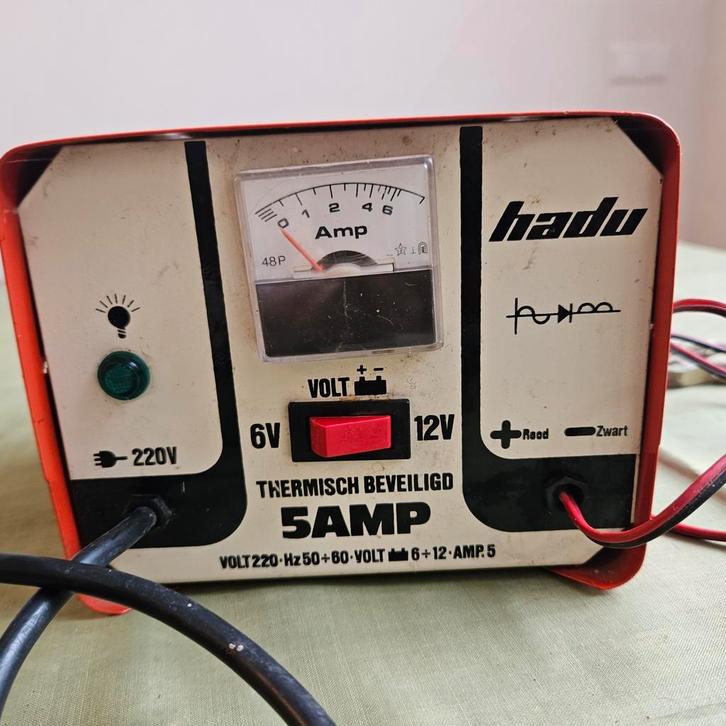 0 1 2 4 6
Amp
48P
hadu
VOLT + −
6V 12V
220V
+ Rood − Zwart
THERMISCH BEVEILIGD
5AMP
VOLT 220 · Hz 50+60 · VOLT 6+12 · AMP. 5